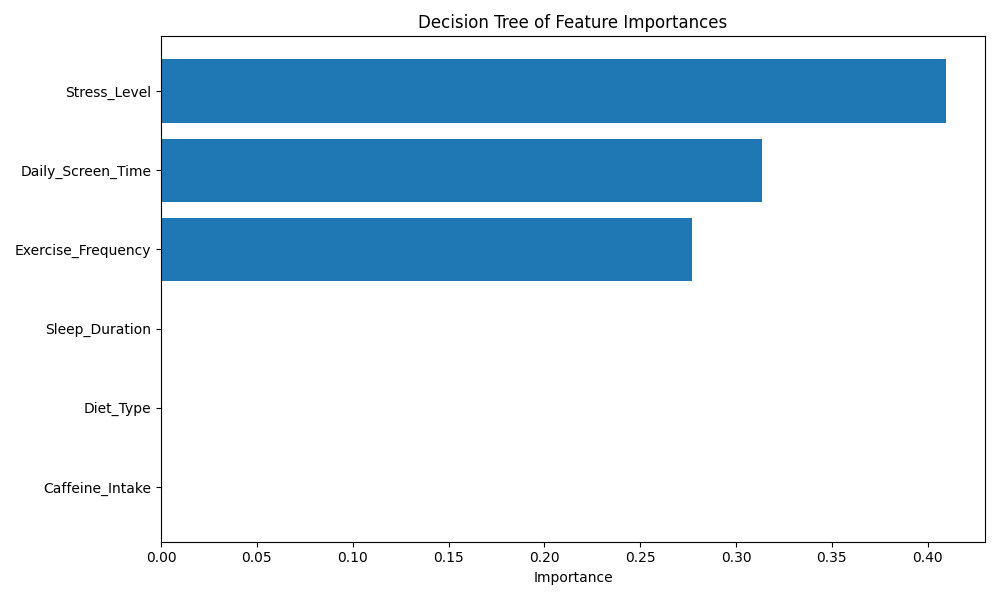 Decision Tree of Feature Importances
Stress_Level
Daily_Screen_Time
Exercise_Frequency
Sleep_Duration
Diet_Type
Caffeine_Intake
0.00 0.05 0.10 0.15 0.20 0.25 0.30 0.35 0.40
Importance